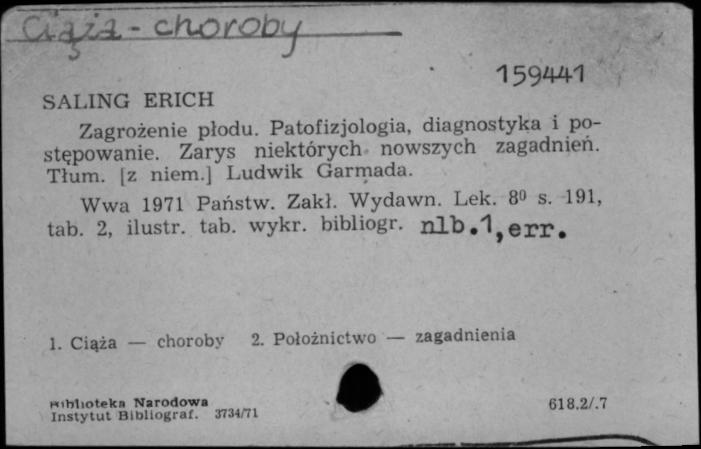 Ciąża - choroby
159441
SALING ERICH
Zagrożenie płodu. Patofizjologia, diagnostyka i po-
stępowanie. Zarys niektórych nowszych zagadnień.
Tłum. [z niem.] Ludwik Garmada.
Wwa 1971 Państw. Zakł. Wydawn. Lek. 8⁰ s. 191,
tab. 2, ilustr. tab. wykr. bibliogr. nlb.1, err.
1. Ciąża — choroby 2. Położnictwo — zagadnienia
Biblioteka Narodowa
Instytut Bibliograf. 3734/71
618.2/.7